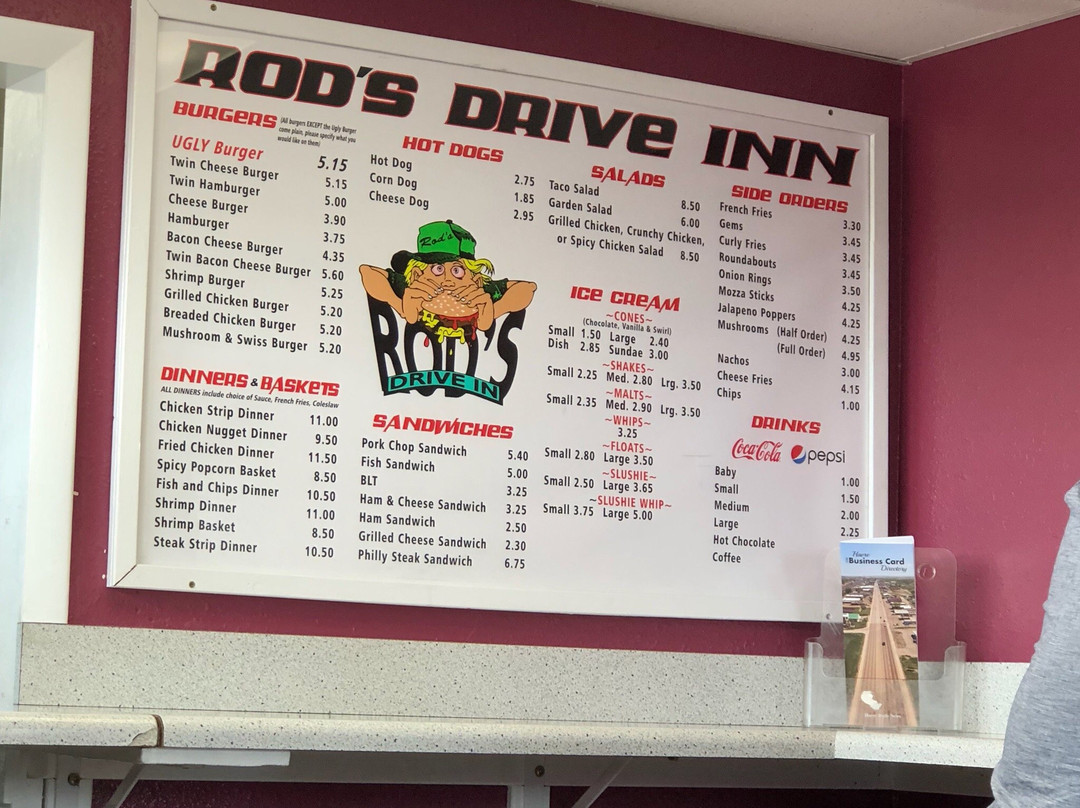 ROD'S DRIVE INN
BURGERS (All burgers EXCEPT the Ugly Burger
come plain, please specify what you
would like on them)
UGLY Burger 5.15
Twin Cheese Burger 5.15
Twin Hamburger 5.00
Cheese Burger 3.90
Hamburger 3.75
Bacon Cheese Burger 4.35
Twin Bacon Cheese Burger 5.60
Shrimp Burger 5.25
Grilled Chicken Burger 5.20
Breaded Chicken Burger 5.20
Mushroom & Swiss Burger 5.20
DINNERS & BASKETS
ALL DINNERS include choice of Sauce, French Fries, Coleslaw
Chicken Strip Dinner 11.00
Chicken Nugget Dinner 9.50
Fried Chicken Dinner 11.50
Spicy Popcorn Basket 8.50
Fish and Chips Dinner 10.50
Shrimp Dinner 11.00
Shrimp Basket 8.50
Steak Strip Dinner 10.50
HOT DOGS
Hot Dog 2.75
Corn Dog 1.85
Cheese Dog 2.95
Rod's
ROD'S
DRIVE IN
SANDWICHES
Pork Chop Sandwich 5.40
Fish Sandwich 5.00
BLT 3.25
Ham & Cheese Sandwich 3.25
Ham Sandwich 2.50
Grilled Cheese Sandwich 2.30
Philly Steak Sandwich 6.75
SALADS
Taco Salad 8.50
Garden Salad 6.00
Grilled Chicken, Crunchy Chicken,
or Spicy Chicken Salad 8.50
ICE CREAM
~CONES~
(Chocolate, Vanilla & Swirl)
Small 1.50 Large 2.40
Dish 2.85 Sundae 3.00
~SHAKES~
Small 2.25 Med. 2.80 Lrg. 3.50
~MALTS~
Small 2.35 Med. 2.90 Lrg. 3.50
~WHIPS~
3.25
~FLOATS~
Small 2.80 Large 3.50
~SLUSHIE~
Small 2.50 Large 3.65
~SLUSHIE WHIP~
Small 3.75 Large 5.00
SIDE ORDERS
French Fries 3.30
Gems 3.45
Curly Fries 3.45
Roundabouts 3.45
Onion Rings 3.50
Mozza Sticks 4.25
Jalapeno Poppers 4.25
Mushrooms (Half Order) 4.25
(Full Order) 4.95
Nachos 3.00
Cheese Fries 4.15
Chips 1.00
DRINKS
Coca-Cola pepsi
Baby 1.00
Small 1.50
Medium 2.00
Large 2.25
Hot Chocolate
Coffee
Business Card
Directory